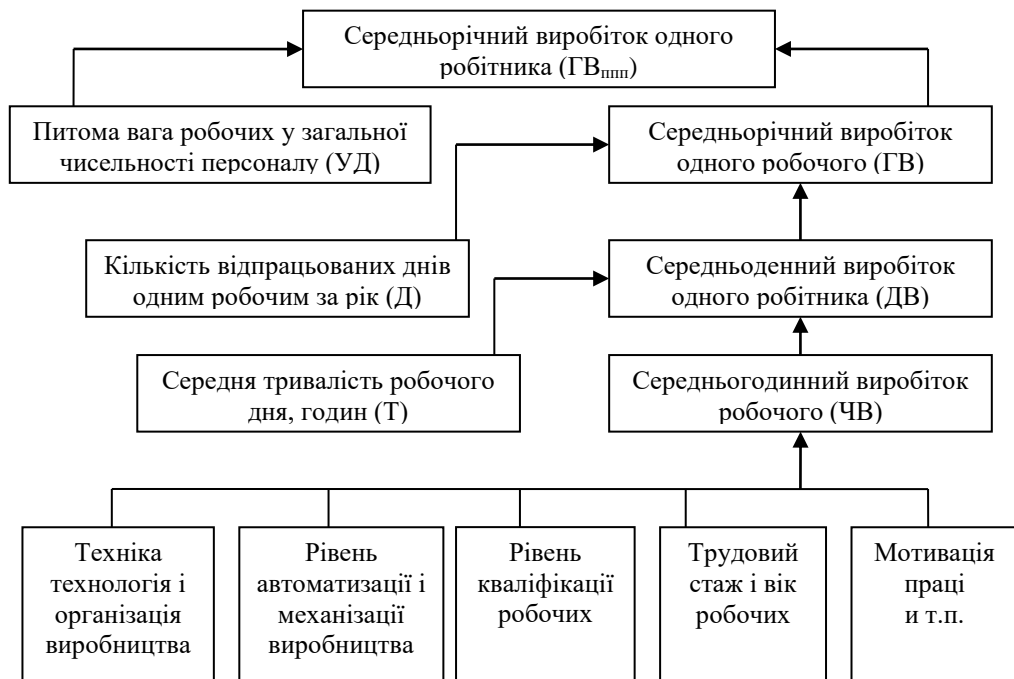 Середньорічний виробіток одного
робітника (ГВппп)
Питома вага робочих у загальної
чисельності персоналу (УД)
Середньорічний виробіток
одного робочого (ГВ)
Кількість відпрацьованих днів
одним робочим за рік (Д)
Середньоденний виробіток
одного робітника (ДВ)
Середня тривалість робочого
дня, годин (Т)
Середньогодинний виробіток
робочого (ЧВ)
Техніка
технологія і
організація
виробництва
Рівень
автоматизації і
механізації
виробництва
Рівень
кваліфікації
робочих
Трудовий
стаж і вік
робочих
Мотивація
праці
и т.п.